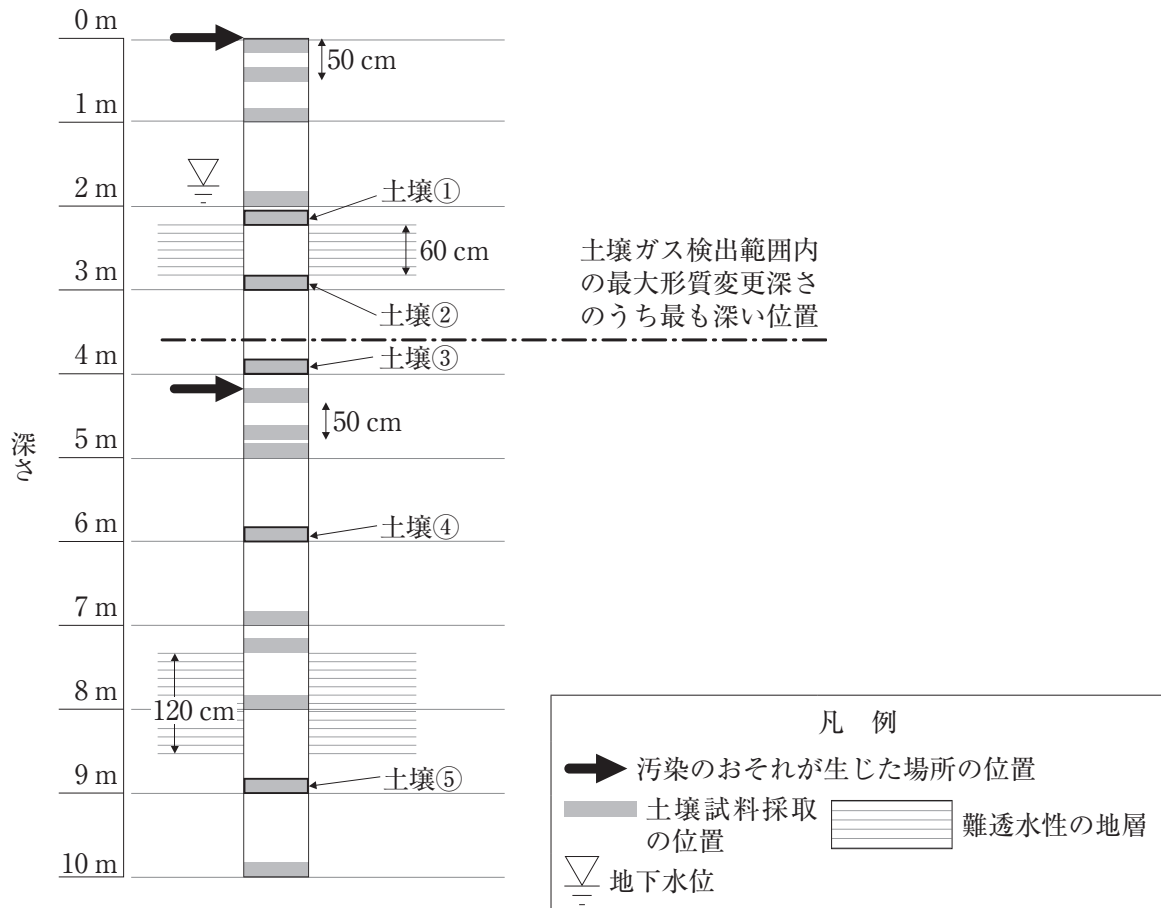 0 m
50 cm
1 m
2 m
土壌①
60 cm
3 m
土壌ガス検出範囲内
の最大形質変更深さ
のうち最も深い位置
土壌②
4 m
土壌③
50 cm
5 m
深さ
6 m
土壌④
7 m
8 m
120 cm
9 m
土壌⑤
10 m
凡 例
汚染のおそれが生じた場所の位置
土壌試料採取
の位置
難透水性の地層
地下水位